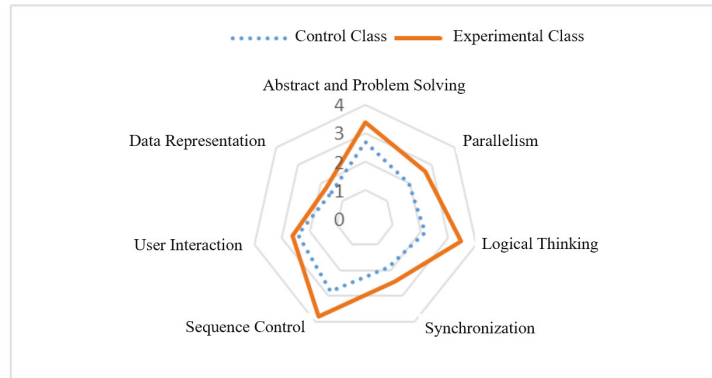 Control Class
Experimental Class
Abstract and Problem Solving
4
Data Representation
3
Parallelism
2
1
0
User Interaction
Logical Thinking
Sequence Control
Synchronization